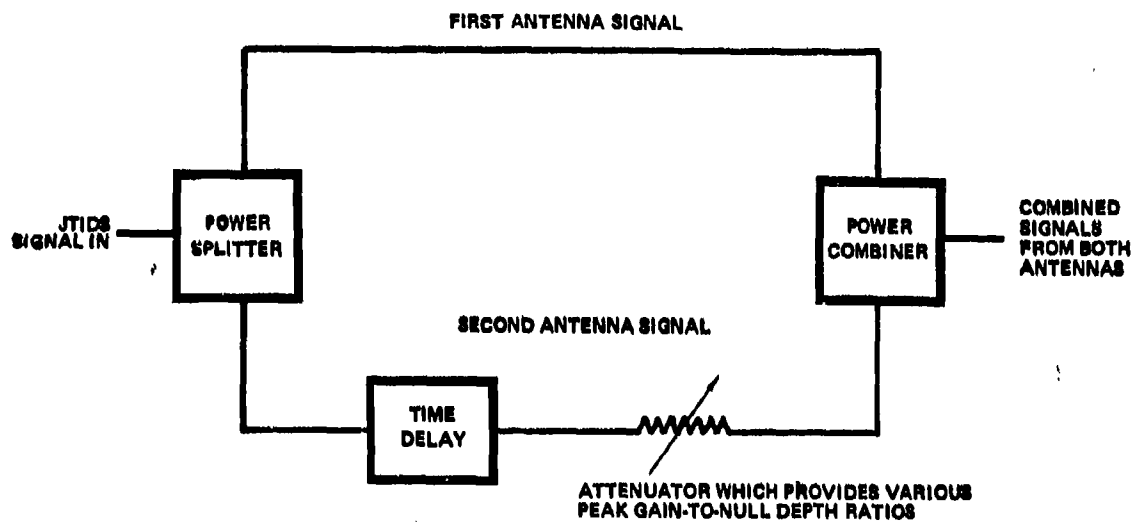 FIRST ANTENNA SIGNAL
JTIDS
SIGNAL IN
POWER
SPLITTER
POWER
COMBINER
COMBINED
SIGNALS
FROM BOTH
ANTENNAS
SECOND ANTENNA SIGNAL
TIME
DELAY
ATTENUATOR WHICH PROVIDES VARIOUS
PEAK GAIN-TO-NULL DEPTH RATIOS